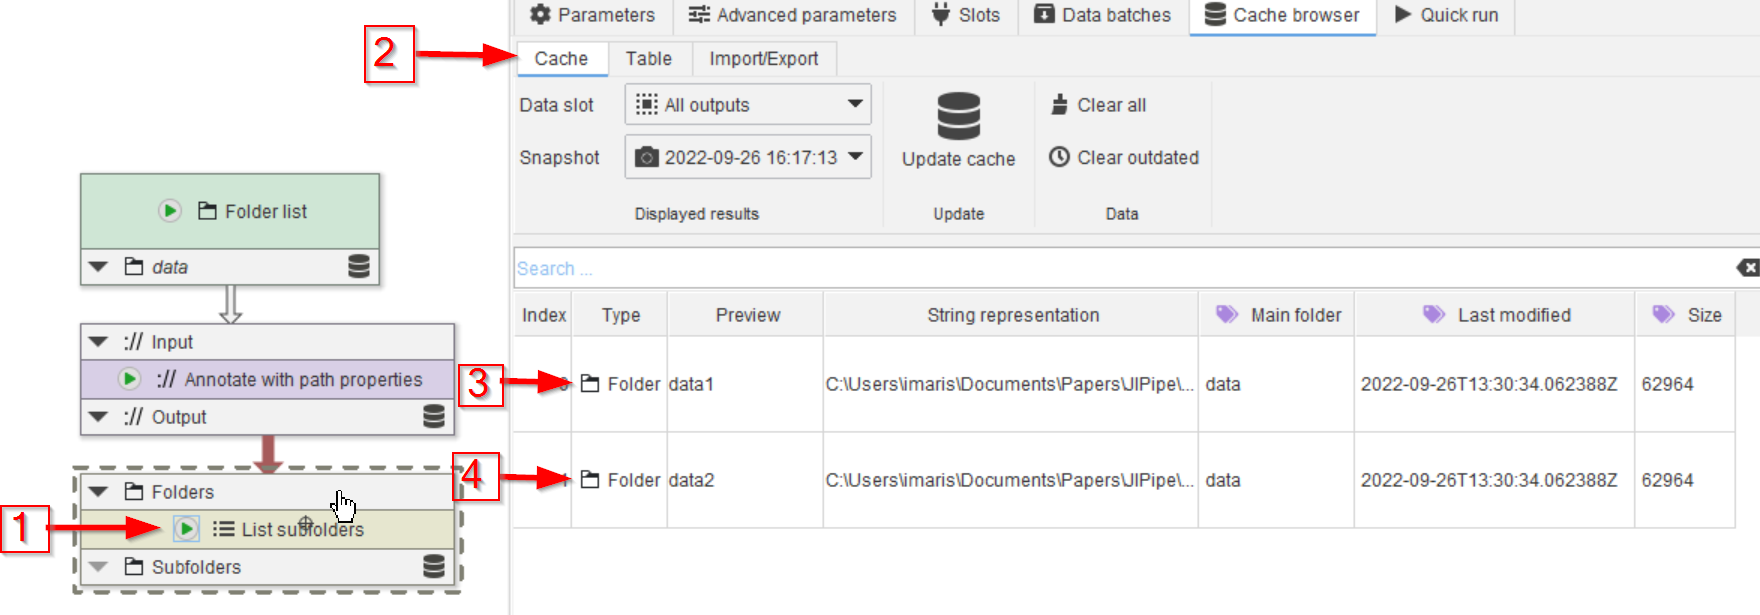 Parameters Advanced parameters Slots Data batches Cache browser Quick run
2
Cache Table Import/Export
Data slot All outputs Clear all
Snapshot 2022-09-26 16:17:13 Update cache Clear outdated
Displayed results Update Data
Folder list
data
Search ...
Index Type Preview String representation Main folder Last modified Size
:// Input
:// Annotate with path properties
3 Folder data1 C:\Users\imaris\Documents\Papers\JIPipe\... data 2022-09-26T13:30:34.062388Z 62964
:// Output
4 Folder data2 C:\Users\imaris\Documents\Papers\JIPipe\... data 2022-09-26T13:30:34.062388Z 62964
Folders
1 List subfolders
Subfolders